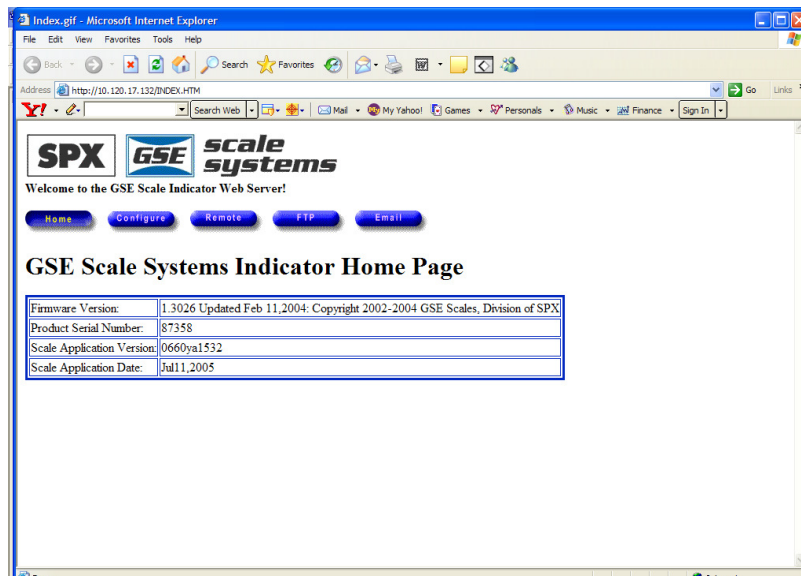 Index.gif - Microsoft Internet Explorer
File Edit View Favorites Tools Help
Back Search Favorites
Address http://10.120.17.132/INDEX.HTM Go Links
Y! Search Web Mail My Yahoo! Games Personals Music Finance Sign In
SPX GSE scale systems
Welcome to the GSE Scale Indicator Web Server!
Home Configure Remote FTP Email
GSE Scale Systems Indicator Home Page
Firmware Version: 1.3026 Updated Feb 11,2004: Copyright 2002-2004 GSE Scales, Division of SPX
Product Serial Number: 87358
Scale Application Version: 0660ya1532
Scale Application Date: Jul11,2005